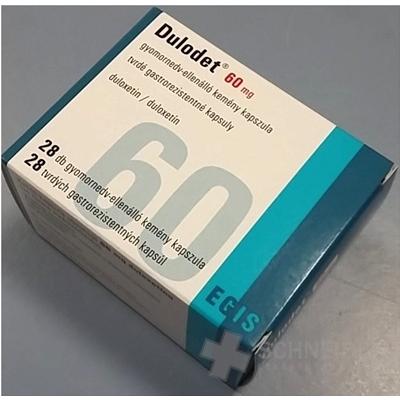 Dulodet® 60 mg
gyomornedv-ellenálló kemény kapszula
tvrdé gastrorezistentné kapsuly
duloxetin / duloxetín
60
28 db gyomornedv-ellenálló kemény kapszula
28 tvrdých gastrorezistentných kapsúl
EGIS